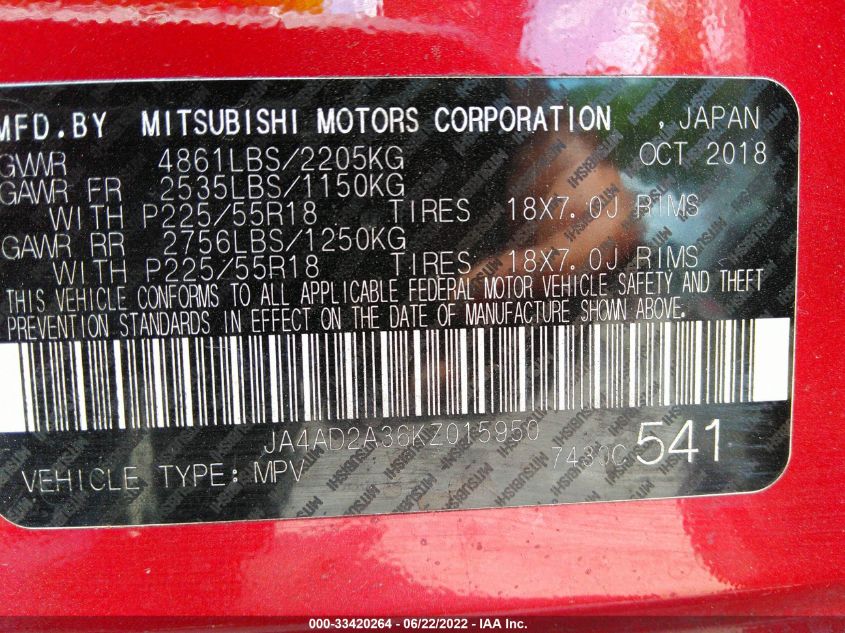 MFD.BY MITSUBISHI MOTORS CORPORATION , JAPAN
GVWR 4861LBS/2205KG OCT 2018
GAWR FR 2535LBS/1150KG
WITH P225/55R18 TIRES 18X7.0J RIMS
GAWR RR 2756LBS/1250KG
WITH P225/55R18 TIRES 18X7.0J RIMS
THIS VEHICLE CONFORMS TO ALL APPLICABLE FEDERAL MOTOR VEHICLE SAFETY AND THEFT
PREVENTION STANDARDS IN EFFECT ON THE DATE OF MANUFACTURE SHOWN ABOVE.
JA4AD2A36KZ015950
7430C 541
VEHICLE TYPE: MPV
000-33420264 - 06/22/2022 - IAA Inc.